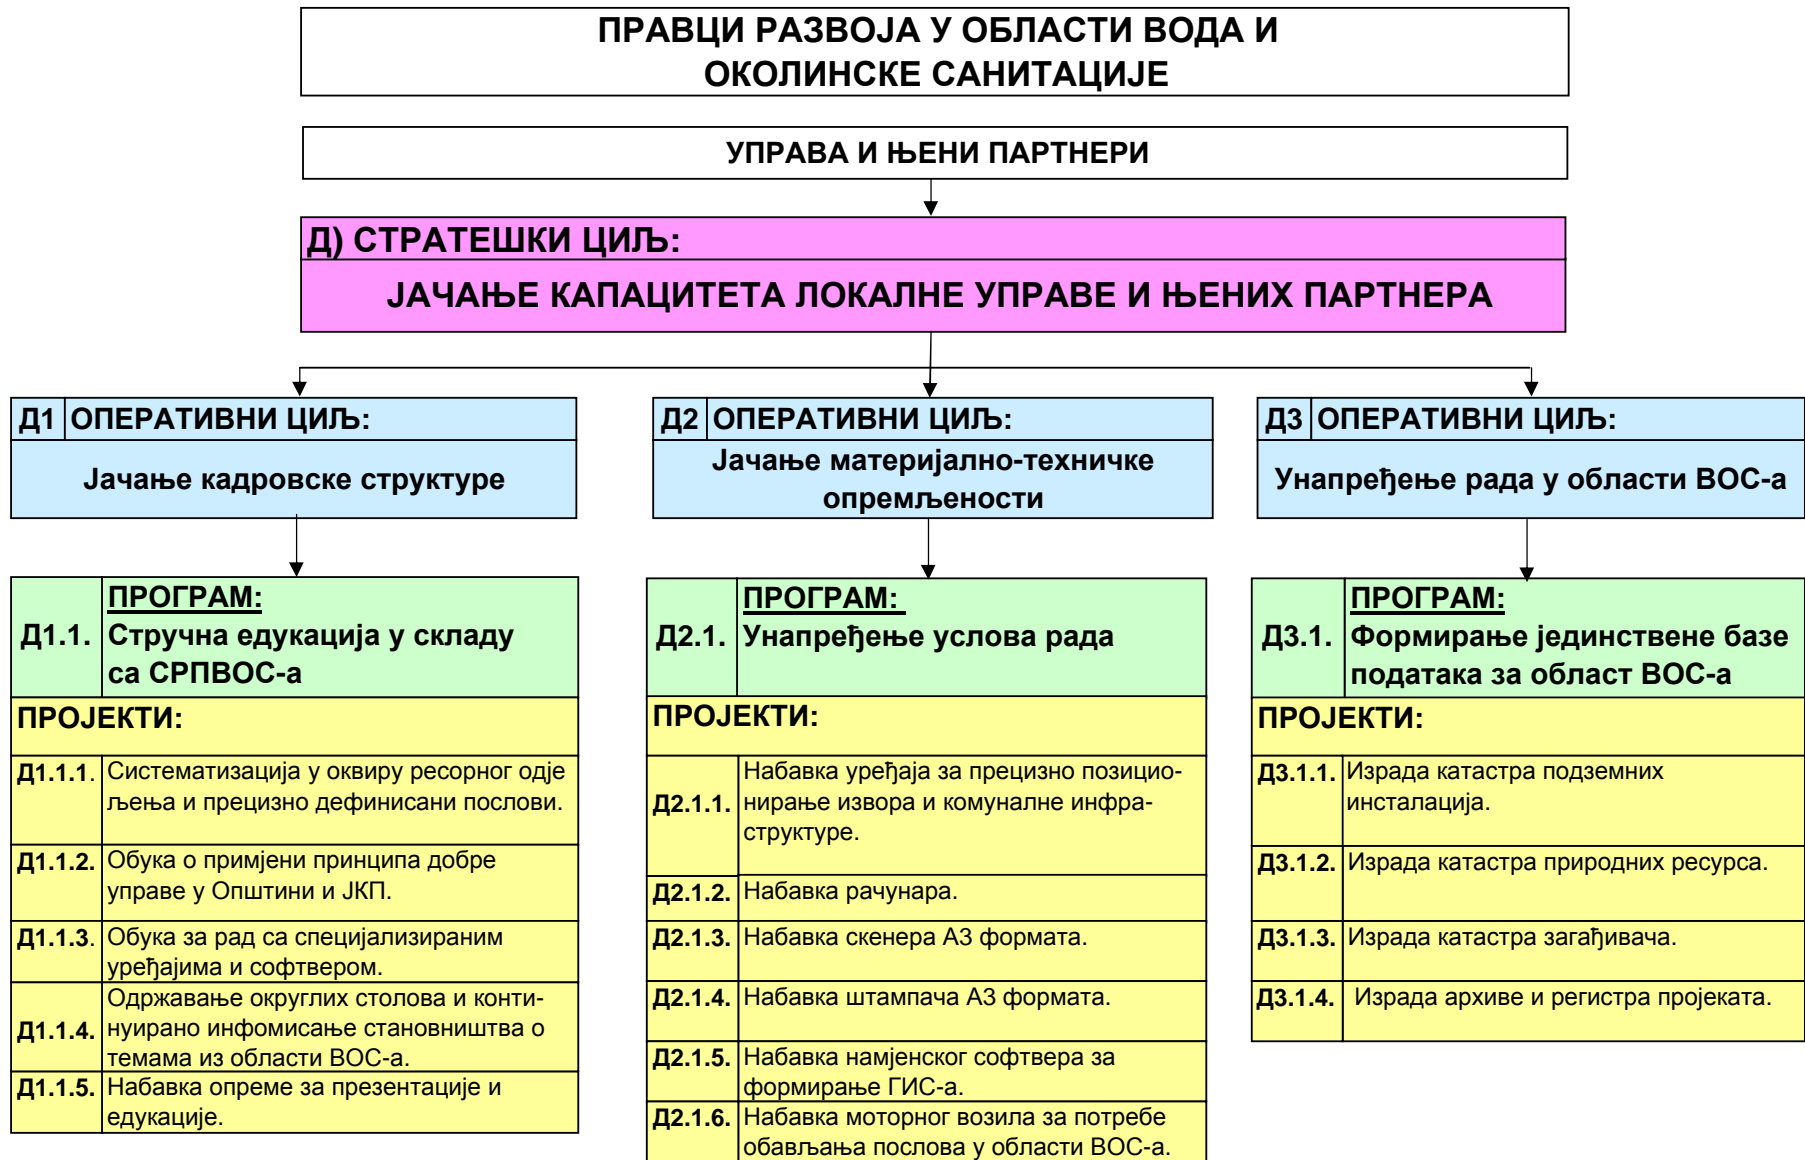 ПРАВЦИ РАЗВОЈА У ОБЛАСТИ ВОДА И
ОКОЛИНСКЕ САНИТАЦИЈЕ
УПРАВА И ЊЕНИ ПАРТНЕРИ
Д) СТРАТЕШКИ ЦИЉ:
ЈАЧАЊЕ КАПАЦИТЕТА ЛОКАЛНЕ УПРАВЕ И ЊЕНИХ ПАРТНЕРА
Д1 ОПЕРАТИВНИ ЦИЉ:
Јачање кадровске структуре
Д1.1. ПРОГРАМ:
Стручна едукација у складу
са СРПВОС-а
ПРОЈЕКТИ:
Д1.1.1. Систематизација у оквиру ресорног одје
љења и прецизно дефинисани послови.
Д1.1.2. Обука о примјени принципа добре
управе у Општини и ЈКП.
Д1.1.3. Обука за рад са специјализираним
уређајима и софтвером.
Д1.1.4. Одржавање округлих столова и конти-
нуирано инфомисање становништва о
темама из области ВОС-а.
Д1.1.5. Набавка опреме за презентације и
едукације.
Д2 ОПЕРАТИВНИ ЦИЉ:
Јачање материјално-техничке
опремљености
Д2.1. ПРОГРАМ:
Унапређење услова рада
ПРОЈЕКТИ:
Д2.1.1. Набавка уређаја за прецизно позицио-
нирање извора и комуналне инфра-
структуре.
Д2.1.2. Набавка рачунара.
Д2.1.3. Набавка скенера А3 формата.
Д2.1.4. Набавка штампача А3 формата.
Д2.1.5. Набавка намјенског софтвера за
формирање ГИС-а.
Д2.1.6. Набавка моторног возила за потребе
обављања послова у области ВОС-а.
Д3 ОПЕРАТИВНИ ЦИЉ:
Унапређење рада у области ВОС-а
Д3.1. ПРОГРАМ:
Формирање јединствене базе
података за област ВОС-а
ПРОЈЕКТИ:
Д3.1.1. Израда катастра подземних
инсталација.
Д3.1.2. Израда катастра природних ресурса.
Д3.1.3. Израда катастра загађивача.
Д3.1.4. Израда архиве и регистра пројеката.